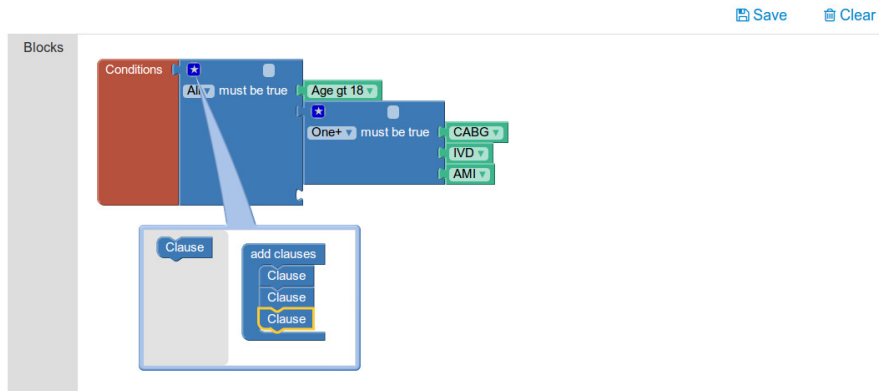 Save Clear
Blocks
Conditions
All must be true Age gt 18
One+ must be true CABG
IVD
AMI
Clause add clauses
Clause
Clause
Clause